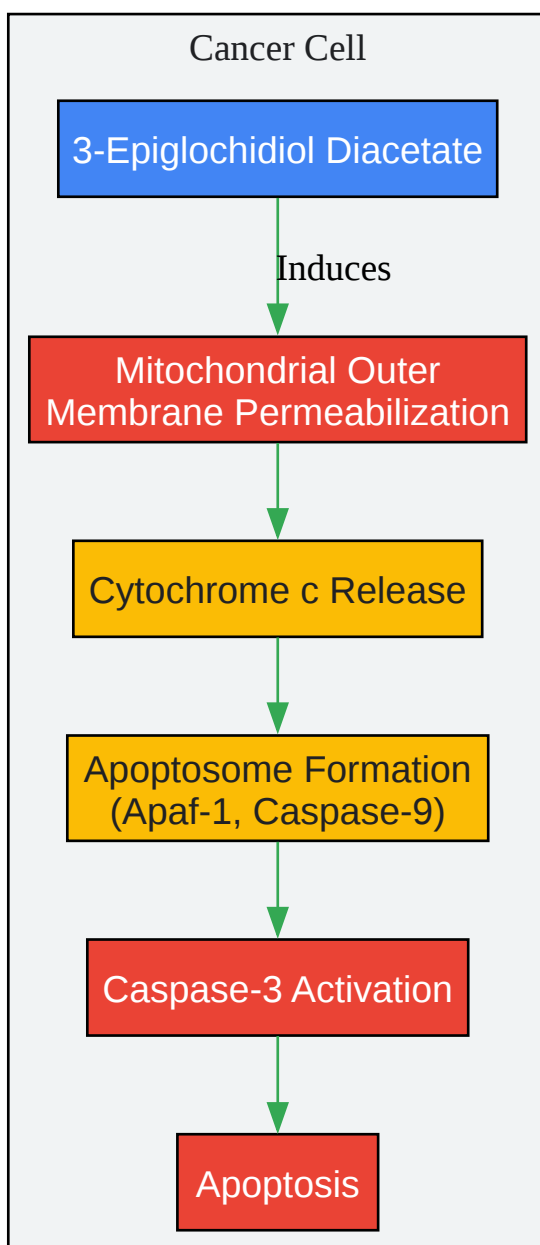 Cancer Cell
3-Epiglochidiol Diacetate
Induces
Mitochondrial Outer
Membrane Permeabilization
Cytochrome c Release
Apoptosome Formation
(Apaf-1, Caspase-9)
Caspase-3 Activation
Apoptosis